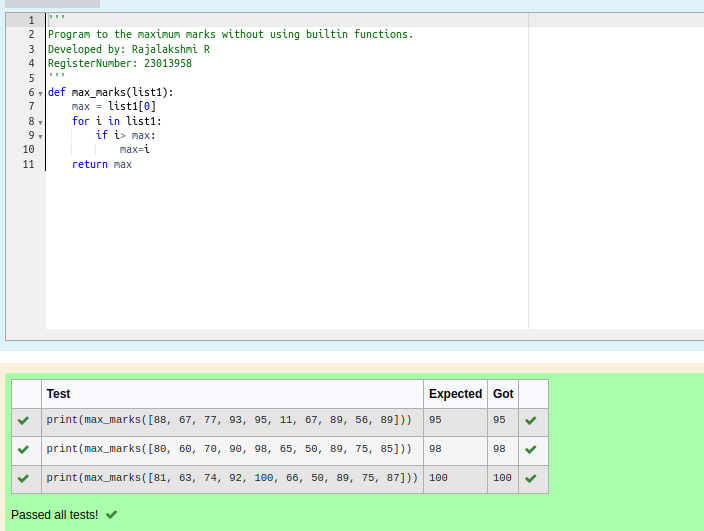 1 '''
2 Program to the maximum marks without using builtin functions.
3 Developed by: Rajalakshmi R
4 RegisterNumber: 23013958
5 '''
6 def max_marks(list1):
7     max = list1[0]
8     for i in list1:
9         if i> max:
10             max=i
11     return max
Test Expected Got
print(max_marks([88, 67, 77, 93, 95, 11, 67, 89, 56, 89])) 95 95
print(max_marks([80, 60, 70, 90, 98, 65, 50, 89, 75, 85])) 98 98
print(max_marks([81, 63, 74, 92, 100, 66, 50, 89, 75, 87])) 100 100
Passed all tests!